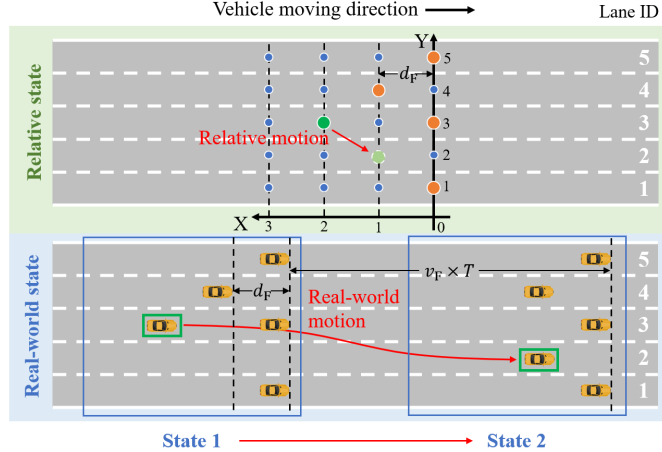 Vehicle moving direction
Lane ID
Relative state
Y
5
4
3
2
1
d_F
Relative motion
X
3
2
1
0
5
4
3
2
1
Real-world state
v_F × T
d_F
Real-world
motion
5
4
3
2
1
State 1
State 2